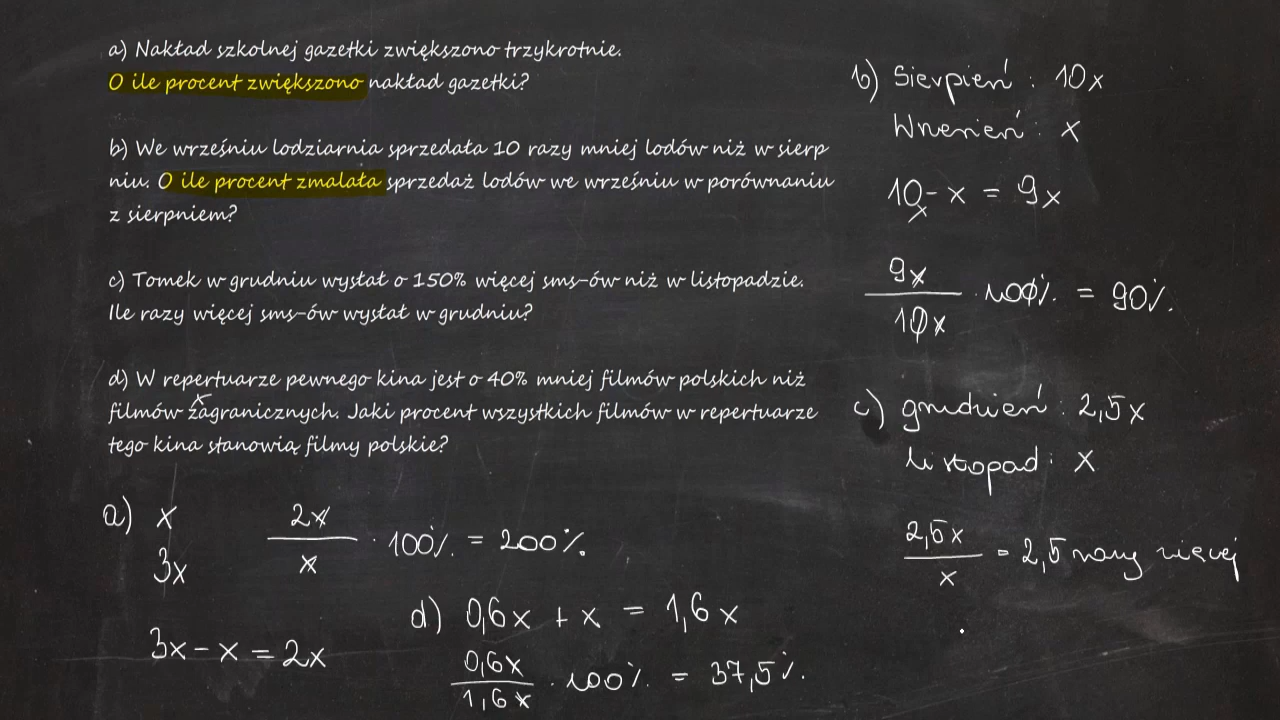 a) Nakład szkolnej gazetki zwiększono trzykrotnie.
O ile procent zwiększono nakład gazetki?
b) We wrześniu lodziarnia sprzedała 10 razy mniej lodów niż w sierp
niu. O ile procent zmalała sprzedaż lodów we wrześniu w porównaniu
z sierpniem?
c) Tomek w grudniu wysłał o 150% więcej sms-ów niż w listopadzie.
Ile razy więcej sms-ów wysłał w grudniu?
d) W repertuarze pewnego kina jest o 40% mniej filmów polskich niż
filmów zagranicznych. Jaki procent wszystkich filmów w repertuarze
tego kina stanowią filmy polskie?
x
a) x
3x
3x - x = 2x
2x/x · 100% = 200%
d) 0,6x + x = 1,6x
0,6x/1,6x · 100% = 37,5%
b) Sierpień : 10x
Wrzesień : x
10x - x = 9x
9x/10x · 100% = 90%
c) grudzień : 2,5x
listopad : x
2,5x/x = 2,5 razy więcej